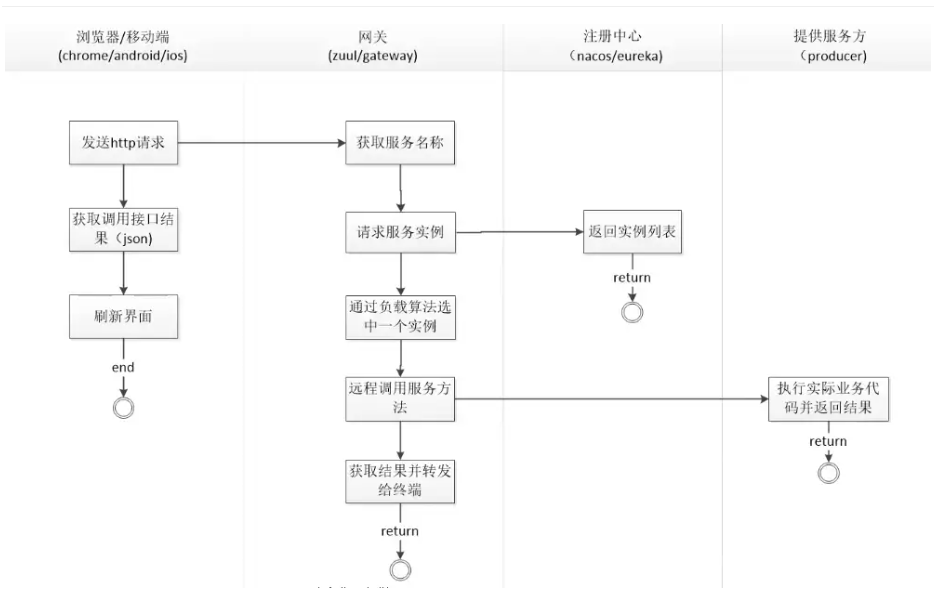 浏览器/移动端
(chrome/android/ios)
网关
(zuul/gateway)
注册中心
（nacos/eureka)
提供服务方
（producer)
发送http请求
获取服务名称
获取调用接口结
果（json)
请求服务实例
返回实例列表
return
刷新界面
通过负载算法选
中一个实例
end
远程调用服务方
法
执行实际业务代
码并返回结果
return
获取结果并转发
给终端
return